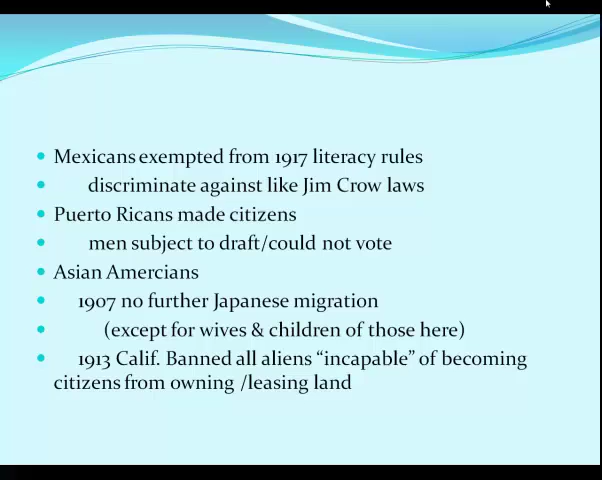 Mexicans exempted from 1917 literacy rules
discriminate against like Jim Crow laws
Puerto Ricans made citizens
men subject to draft/could not vote
Asian Amercians
1907 no further Japanese migration
(except for wives & children of those here)
1913 Calif. Banned all aliens “incapable” of becoming
citizens from owning /leasing land